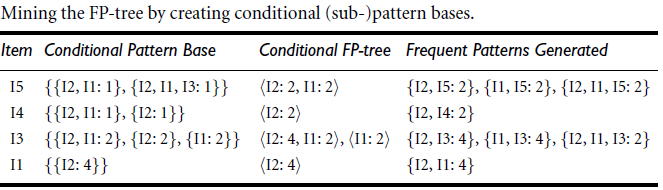 Mining the FP-tree by creating conditional (sub-)pattern bases.
Item Conditional Pattern Base Conditional FP-tree Frequent Patterns Generated
I5 {{I2, I1: 1}, {I2, I1, I3: 1}} ⟨I2: 2, I1: 2⟩ {I2, I5: 2}, {I1, I5: 2}, {I2, I1, I5: 2}
I4 {{I2, I1: 1}, {I2: 1}} ⟨I2: 2⟩ {I2, I4: 2}
I3 {{I2, I1: 2}, {I2: 2}, {I1: 2}} ⟨I2: 4, I1: 2⟩, ⟨I1: 2⟩ {I2, I3: 4}, {I1, I3: 4}, {I2, I1, I3: 2}
I1 {{I2: 4}} ⟨I2: 4⟩ {I2, I1: 4}